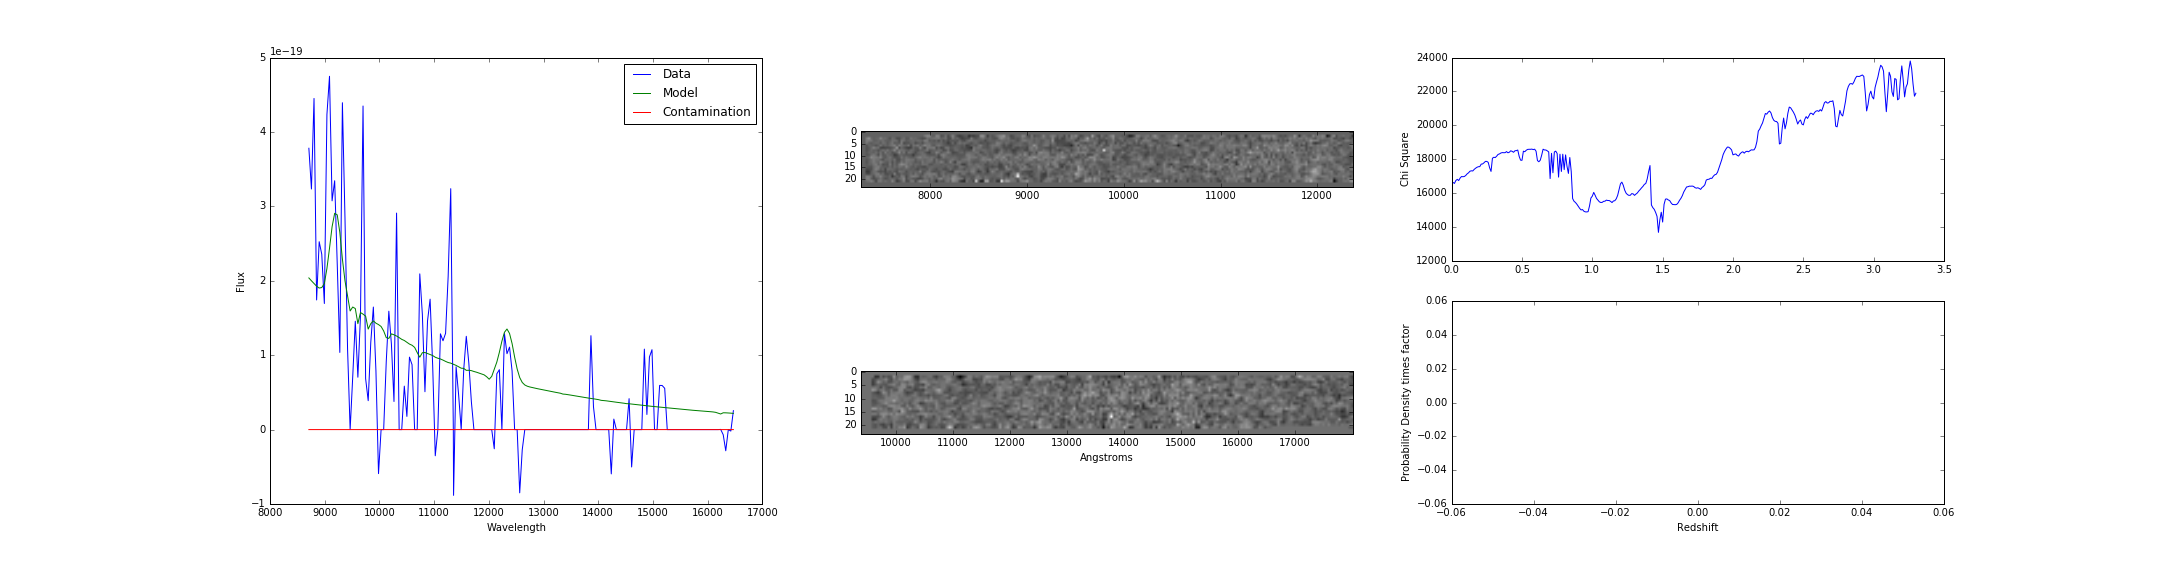 1e−19
5
4
3
2
1
0
−1
Flux
8000 9000 10000 11000 12000 13000 14000 15000 16000 17000
Wavelength
Data
Model
Contamination
0
5
10
15
20
8000 9000 10000 11000 12000
0
5
10
15
20
10000 11000 12000 13000 14000 15000 16000 17000
Angstroms
24000
22000
20000
18000
16000
14000
12000
Chi Square
0.0 0.5 1.0 1.5 2.0 2.5 3.0 3.5
0.06
0.04
0.02
0.00
−0.02
−0.04
−0.06
Probability Density times factor
−0.06 −0.04 −0.02 0.00 0.02 0.04 0.06
Redshift